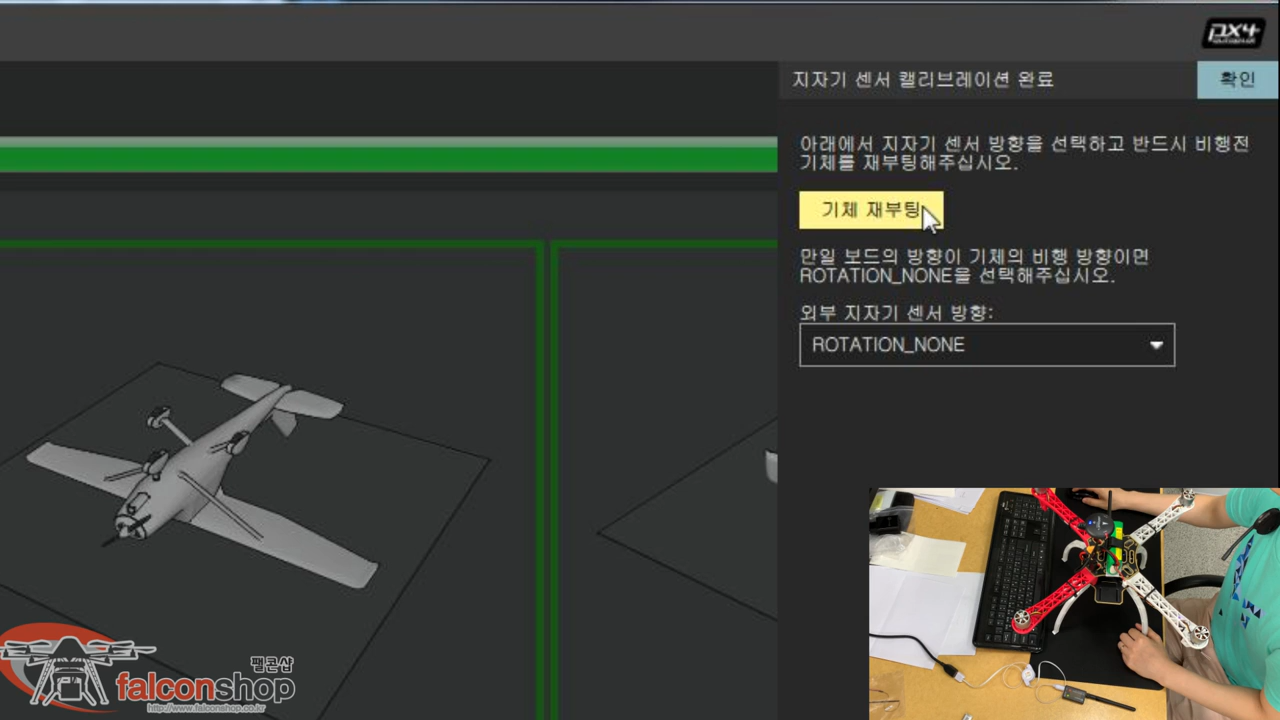 px4
지자기 센서 캘리브레이션 완료
확인
아래에서 지자기 센서 방향을 선택하고 반드시 비행전
기체를 재부팅해주십시오.
기체 재부팅
만일 보드의 방향이 기체의 비행 방향이면
ROTATION_NONE을 선택해주십시오.
외부 지자기 센서 방향:
ROTATION_NONE
팰콘샵
falconshop
http://www.falconshop.co.kr